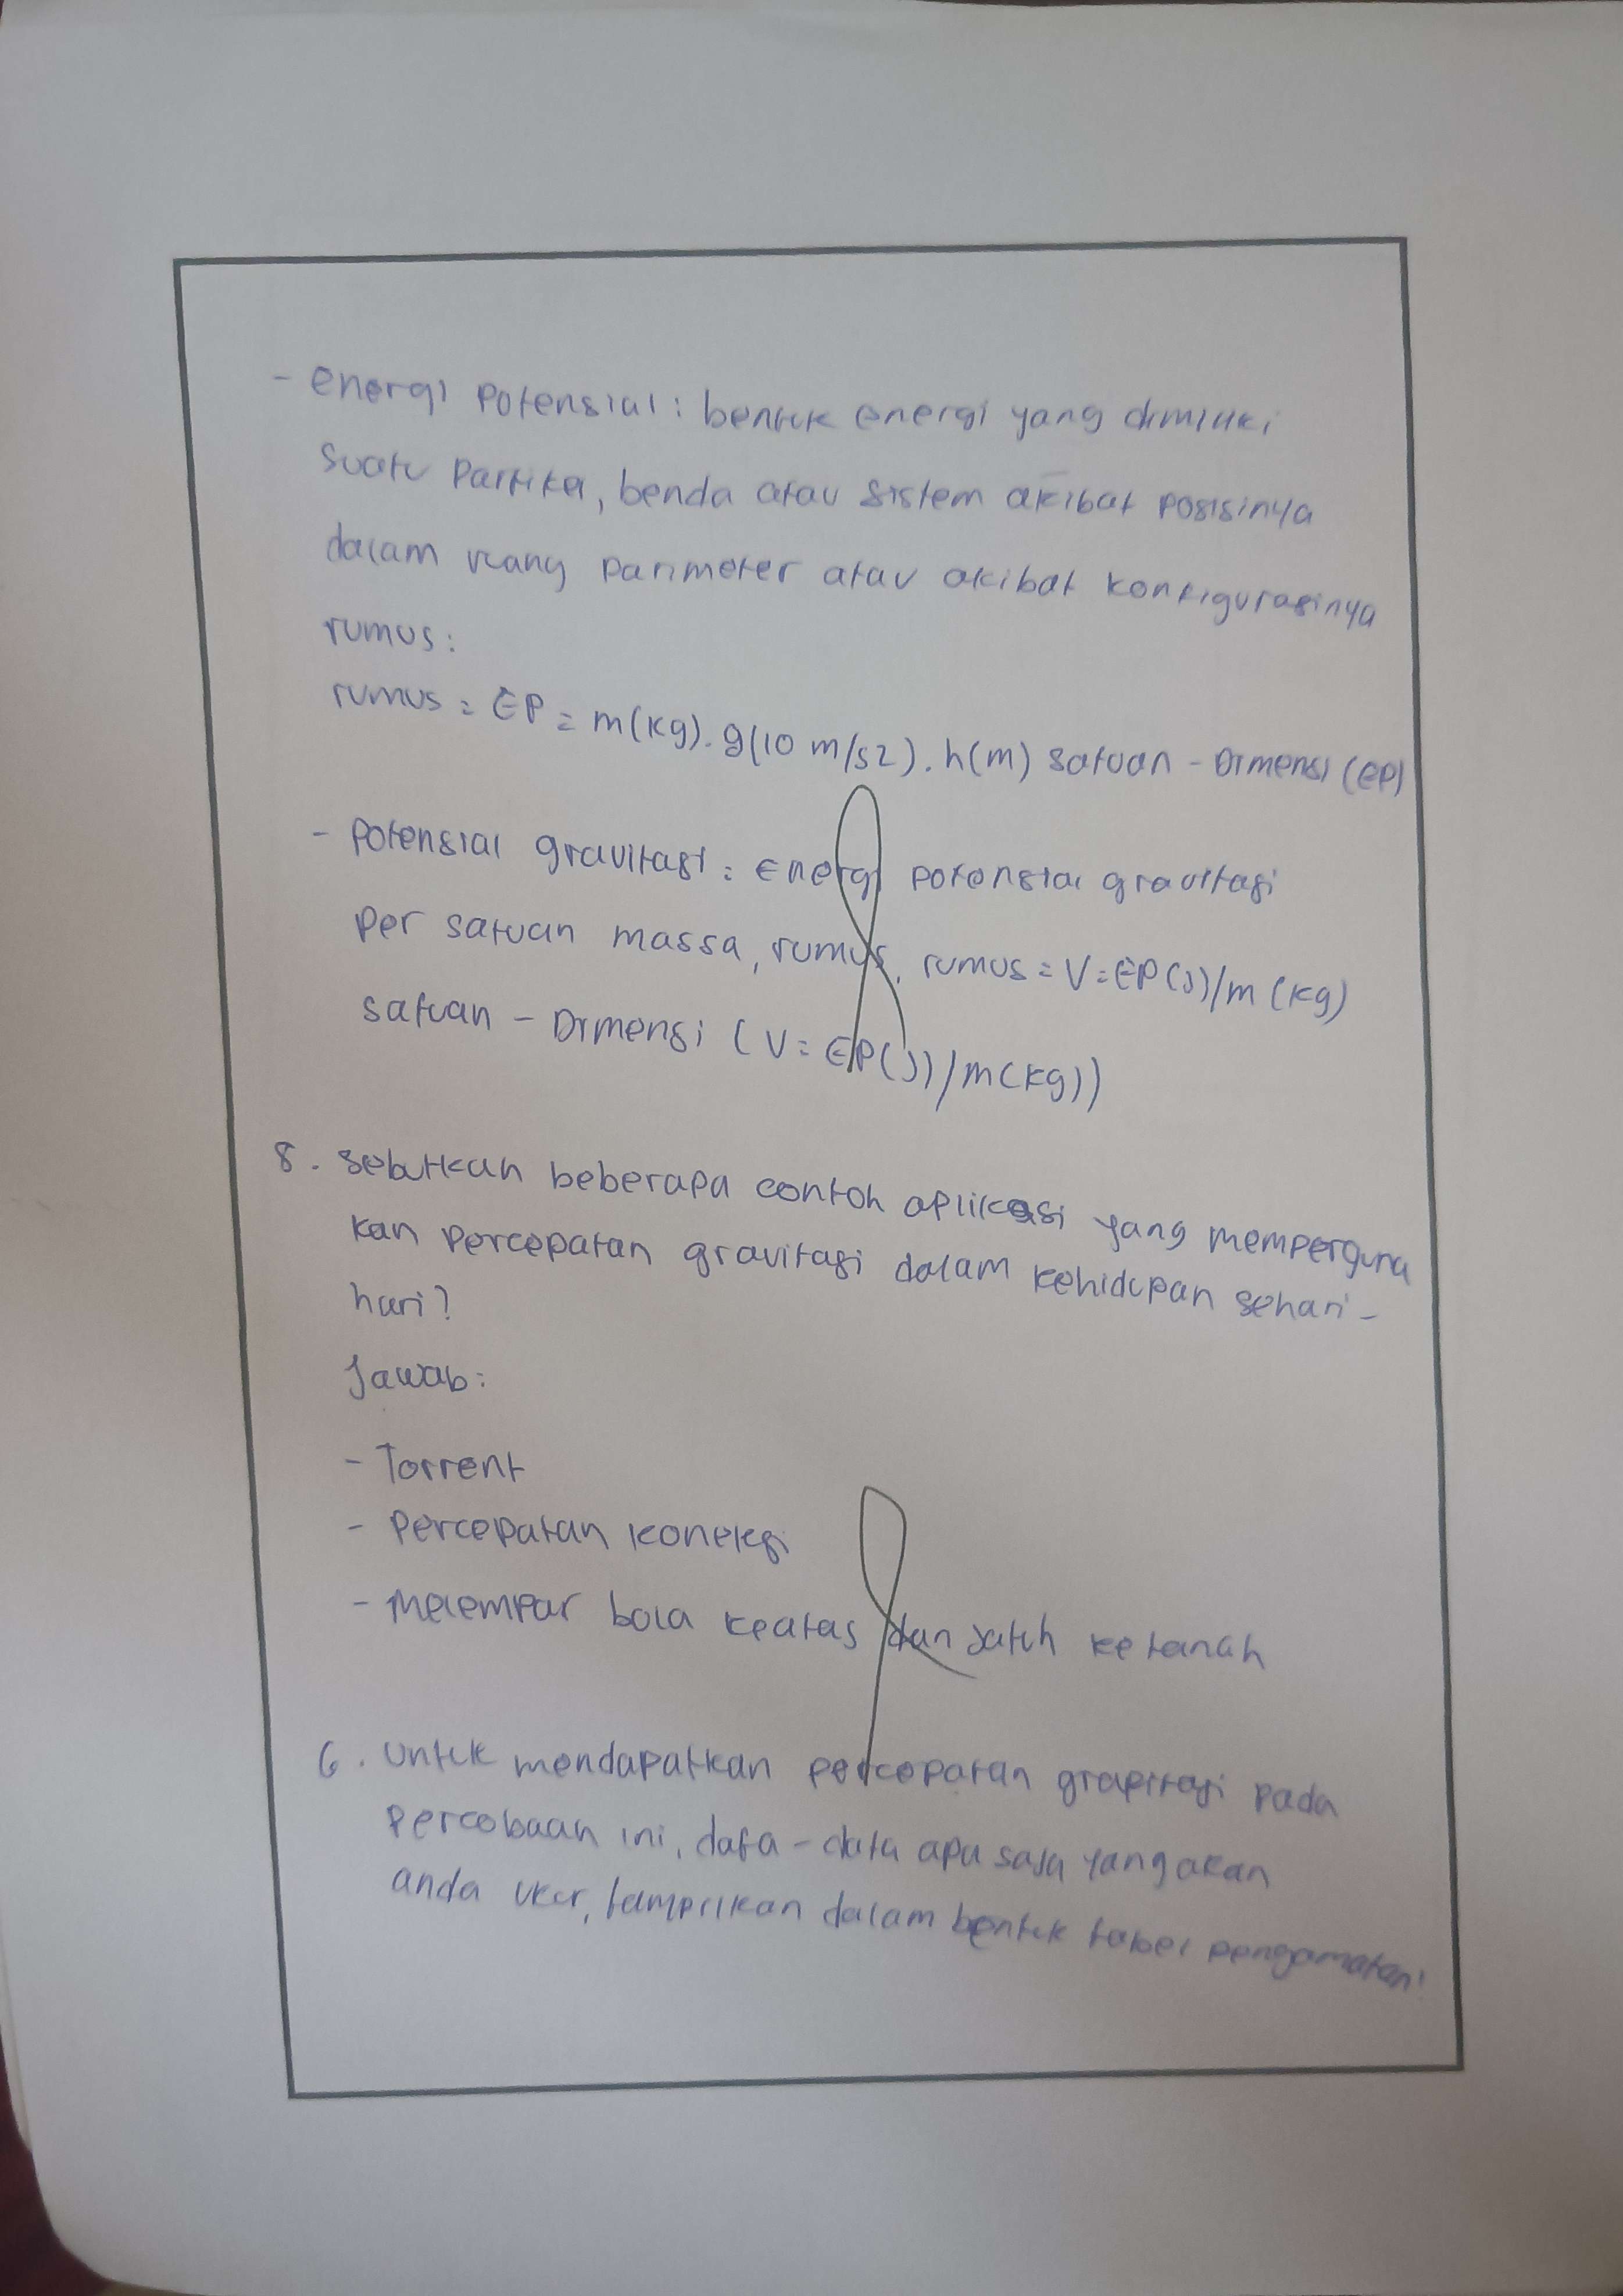 - energi potensial : bentuk energi yang dimiliki
suatu partikel, benda atau sistem akibat posisinya
dalam ruang parimeter atau akibat konfigurasinya
rumus :
rumus = EP = m(kg). g(10 m/s2). h(m) satuan - Dimensi (EP)
- potensial gravitasi : Energi potensial gravitasi
per satuan massa, rumus, rumus = V = EP(J)/m (kg)
satuan - Dimensi ( V = EP(J)/m(kg))
8. sebutkan beberapa contoh aplikasi yang memperguna
kan percepatan gravitasi dalam kehidupan sehari -
hari?
Jawab :
- Torrent
- Percepatan koneksi
- Melempar bola keatas dan jatuh ke tanah
6. Untuk mendapatkan percepatan grapitasi pada
percobaan ini, data - data apa saja yang akan
anda ukur, tampilkan dalam bentuk tabel pengamatan!